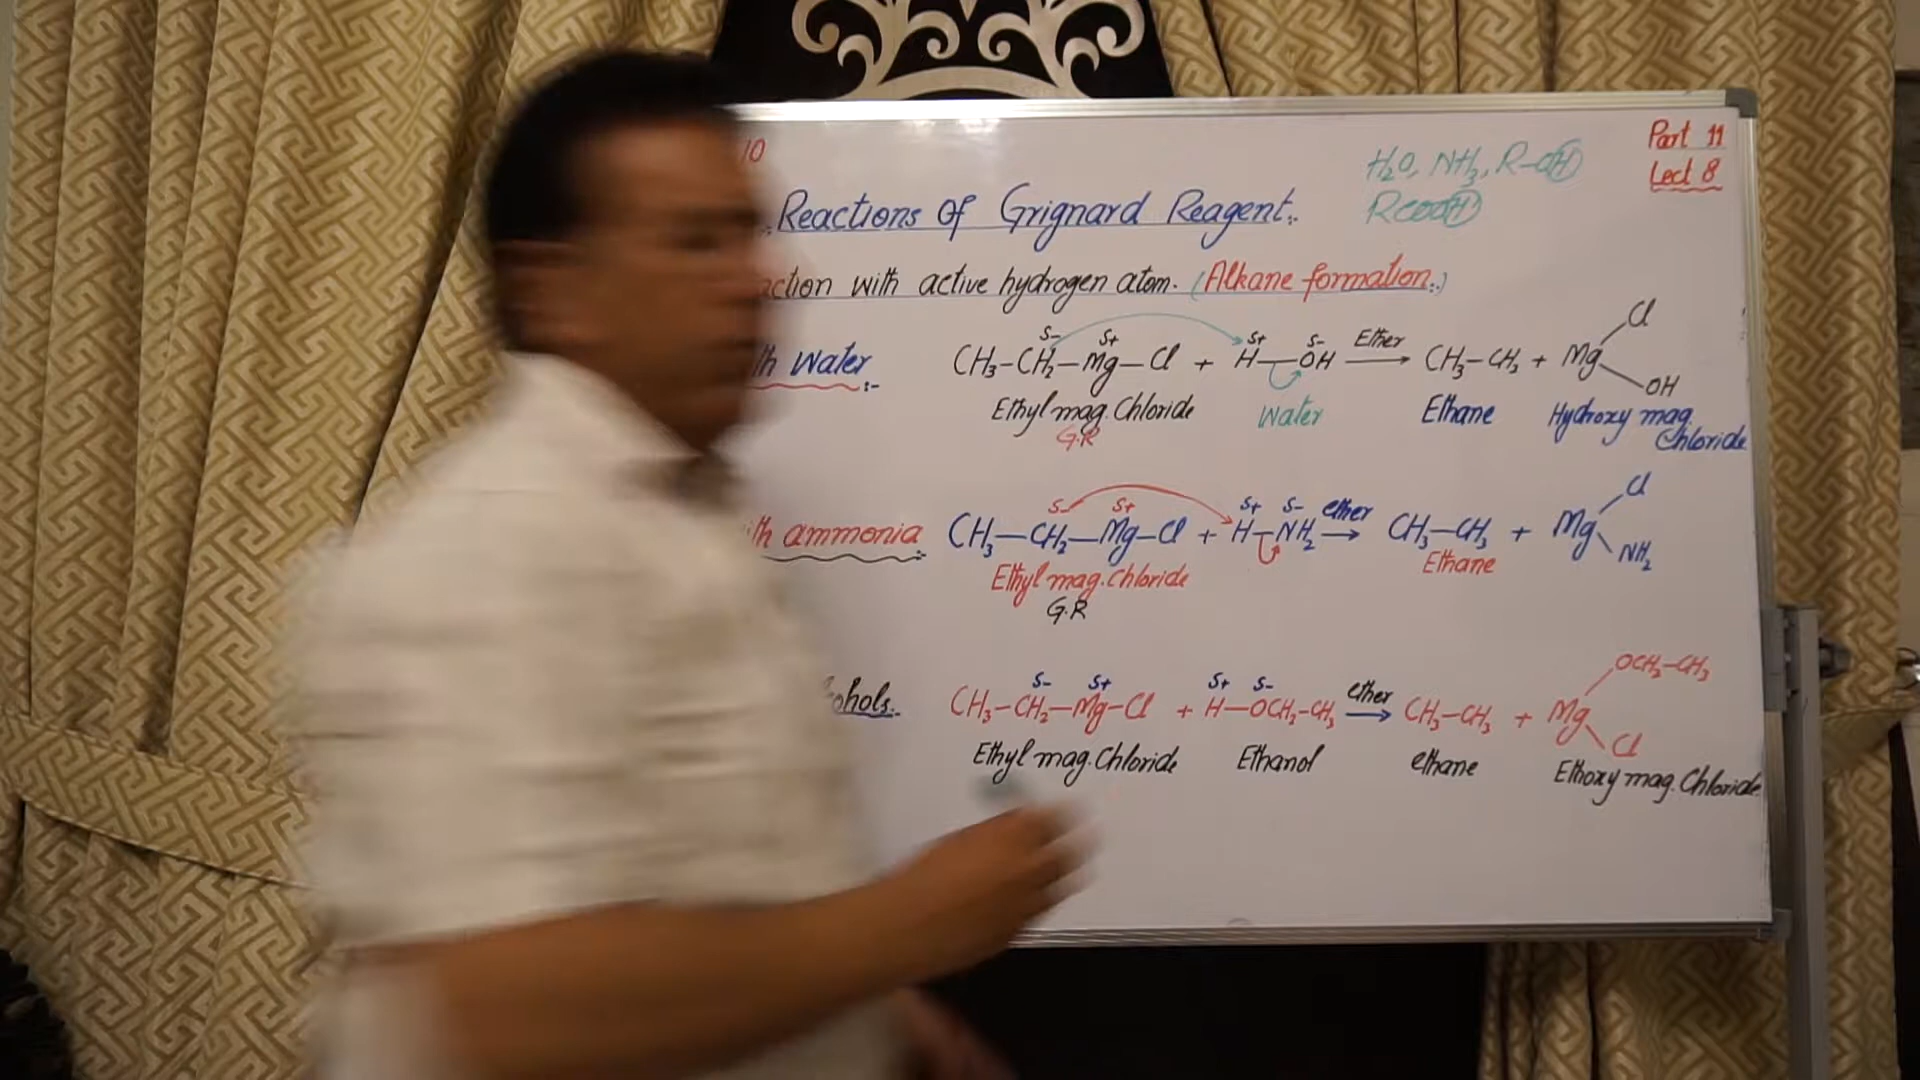 10
Part 11
Lect 8
H₂O, NH₃, R-OH
RCOOH
Reactions Of Grignard Reagent.
with active hydrogen atom. (Alkane formation.)
Water :-
CH₃-CH₂-Mg-Cl + H-OH Ether → CH₃-CH₃ + Mg Cl OH
δ- δ+ δ+ δ-
Ethyl mag. Chloride Water Ethane Hydroxy mag. Chloride
G.R
ammonia
CH₃-CH₂-Mg-Cl + H-NH₂ ether → CH₃-CH₃ + Mg Cl NH₂
δ- δ+ δ+ δ-
Ethyl mag. Chloride Ethane
G.R
CH₃-CH₂-Mg-Cl + H-OCH₂-CH₃ ether → CH₃-CH₃ + Mg OCH₂-CH₃ Cl
δ- δ+ δ+ δ-
Ethyl mag. Chloride Ethanol ethane Ethoxy mag. Chloride